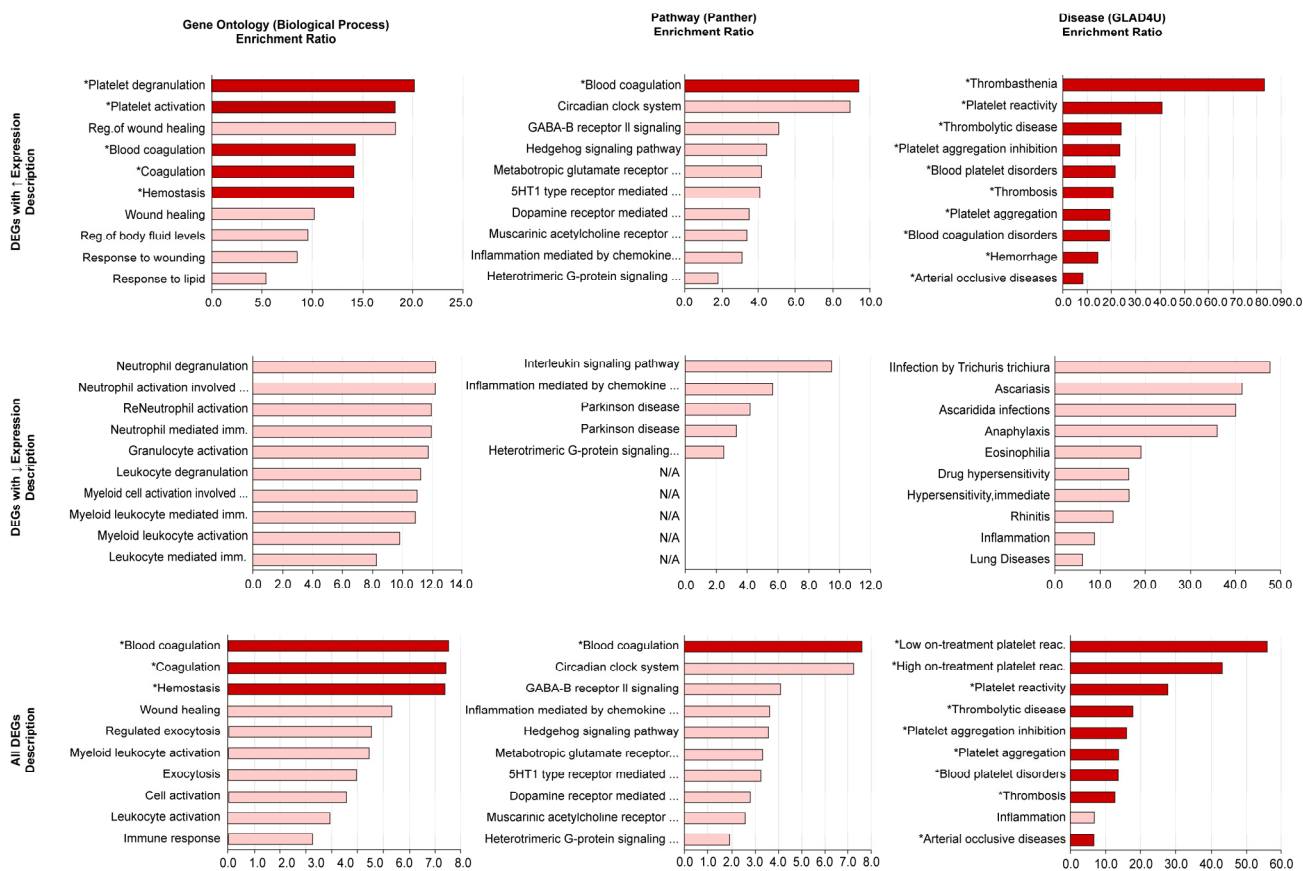 Gene Ontology (Biological Process)
Enrichment Ratio
Pathway (Panther)
Enrichment Ratio
Disease (GLAD4U)
Enrichment Ratio
DEGs with ↑ Expression
Description
*Platelet degranulation
*Platelet activation
Reg.of wound healing
*Blood coagulation
*Coagulation
*Hemostasis
Wound healing
Reg of body fluid levels
Response to wounding
Response to lipid
0.0 5.0 10.0 15.0 20.0 25.0
*Blood coagulation
Circadian clock system
GABA-B receptor II signaling
Hedgehog signaling pathway
Metabotropic glutamate receptor ...
5HT1 type receptor mediated ...
Dopamine receptor mediated ...
Muscarinic acetylcholine receptor ...
Inflammation mediated by chemokine...
Heterotrimeric G-protein signaling ...
0.0 2.0 4.0 6.0 8.0 10.0
*Thrombasthenia
*Platelet reactivity
*Thrombolytic disease
*Platelet aggregation inhibition
*Blood platelet disorders
*Thrombosis
*Platelet aggregation
*Blood coagulation disorders
*Hemorrhage
*Arterial occlusive diseases
0.0 10.0 20.0 30.0 40.0 50.0 60.0 70.0 80.0 90.0
DEGs with ↓ Expression
Description
Neutrophil degranulation
Neutrophil activation involved ...
ReNeutrophil activation
Neutrophil mediated imm.
Granulocyte activation
Leukocyte degranulation
Myeloid cell activation involved ...
Myeloid leukocyte mediated imm.
Myeloid leukocyte activation
Leukocyte mediated imm.
0.0 2.0 4.0 6.0 8.0 10.0 12.0 14.0
Interleukin signaling pathway
Inflammation mediated by chemokine ...
Parkinson disease
Parkinson disease
Heterotrimeric G-protein signaling...
N/A
N/A
N/A
N/A
N/A
0.0 2.0 4.0 6.0 8.0 10.0 12.0
IInfection by Trichuris trichiura
Ascariasis
Ascaridida infections
Anaphylaxis
Eosinophilia
Drug hypersensitivity
Hypersensitivity,immediate
Rhinitis
Inflammation
Lung Diseases
0.0 10.0 20.0 30.0 40.0 50.0
All DEGs
Description
*Blood coagulation
*Coagulation
*Hemostasis
Wound healing
Regulated exocytosis
Myeloid leukocyte activation
Exocytosis
Cell activation
Leukocyte activation
Immune response
0.0 1.0 2.0 3.0 4.0 5.0 6.0 7.0 8.0
*Blood coagulation
Circadian clock system
GABA-B receptor II signaling
Inflammation mediated by chemokine ...
Hedgehog signaling pathway
Metabotropic glutamate receptor...
5HT1 type receptor mediated ...
Dopamine receptor mediated ...
Muscarinic acetylcholine receptor ...
Heterotrimeric G-protein signaling ...
0.0 1.0 2.0 3.0 4.0 5.0 6.0 7.0 8.0
*Low on-treatment platelet reac.
*High on-treatment platelet reac.
*Platelet reactivity
*Thrombolytic disease
*Platelet aggregation inhibition
*Platelet aggregation
*Blood platelet disorders
*Thrombosis
Inflammation
*Arterial occlusive diseases
0.0 10.0 20.0 30.0 40.0 50.0 60.0